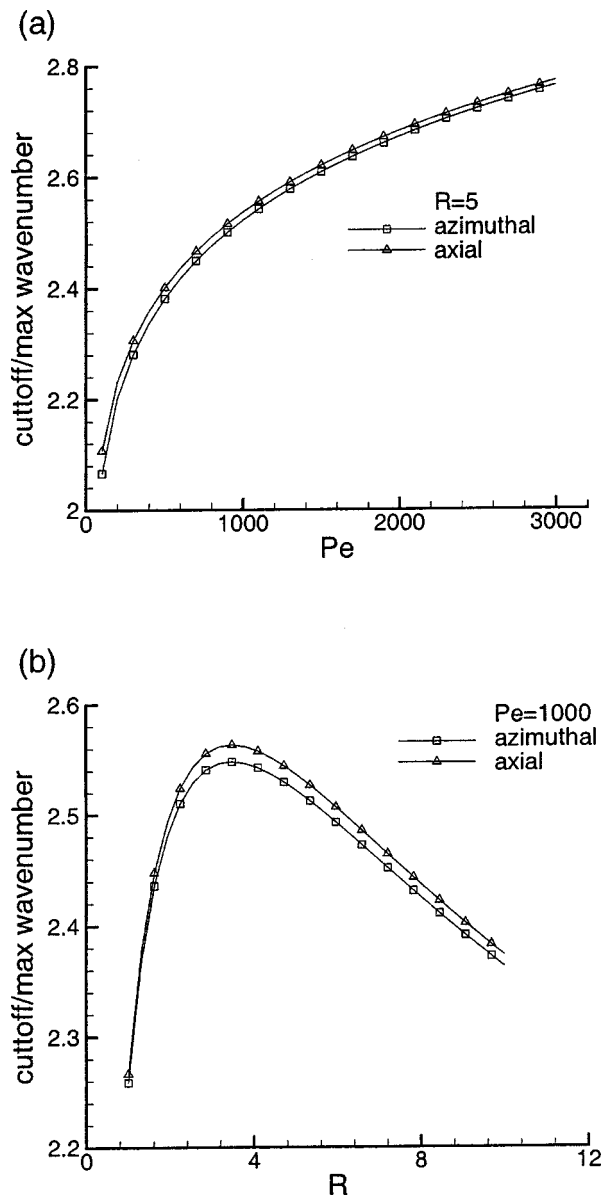 (a)
2.8
2.6
2.4
2.2
2
cuttoff/max wavenumber
R=5
azimuthal
axial
0
1000
2000
3000
Pe
(b)
2.6
2.5
2.4
2.3
2.2
cuttoff/max wavenumber
Pe=1000
azimuthal
axial
0
4
8
12
R